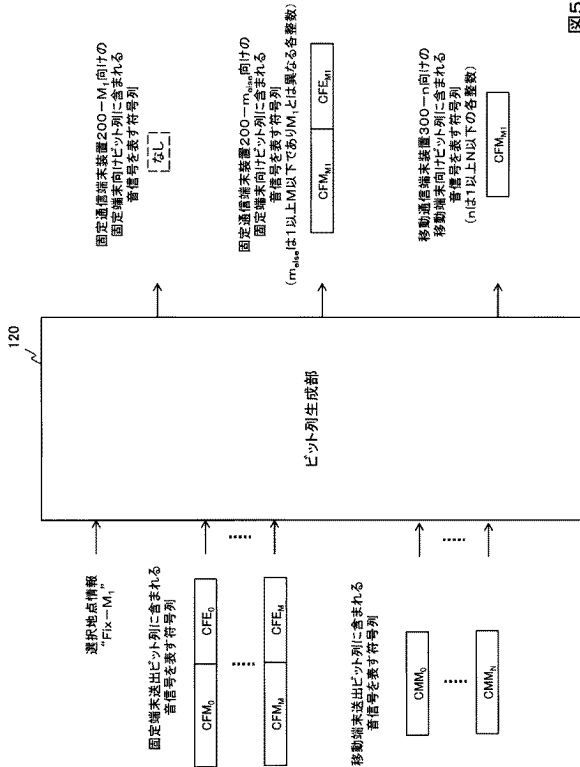 120
選択地点情報
“Fix－M₁”
固定端末送出ビット列に含まれる
音信号を表す符号列
CFM₀ CFE₀
CFM_M CFE_M
移動端末送出ビット列に含まれる
音信号を表す符号列
CMM₀
CMM_N
ビット列生成部
固定通信端末装置200－M₁向けの
固定端末向けビット列に含まれる
音信号を表す符号列
なし
固定通信端末装置200－m_else向けの
固定端末向けビット列に含まれる
音信号を表す符号列
(m_elseは1以上M以下でありM₁とは異なる各整数)
CFM_M1 CFE_M1
移動通信端末装置300－n向けの
移動端末向けビット列に含まれる
音信号を表す符号列
(nは1以上N以下の各整数)
CFM_M1
図5